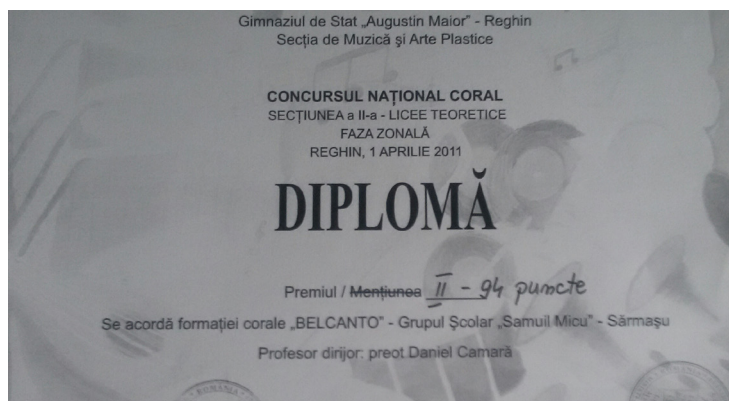 Gimnaziul de Stat „Augustin Maior” - Reghin
Secția de Muzică şi Arte Plastice
CONCURSUL NAȚIONAL CORAL
SECȚIUNEA a II-a - LICEE TEORETICE
FAZA ZONALĂ
REGHIN, 1 APRILIE 2011
DIPLOMĂ
Premiul / Mențiunea II - 94 puncte
Se acordă formației corale „BELCANTO” - Grupul Şcolar „Samuil Micu” - Sărmaşu
Profesor dirijor: preot Daniel Camară
ROMÂNIA